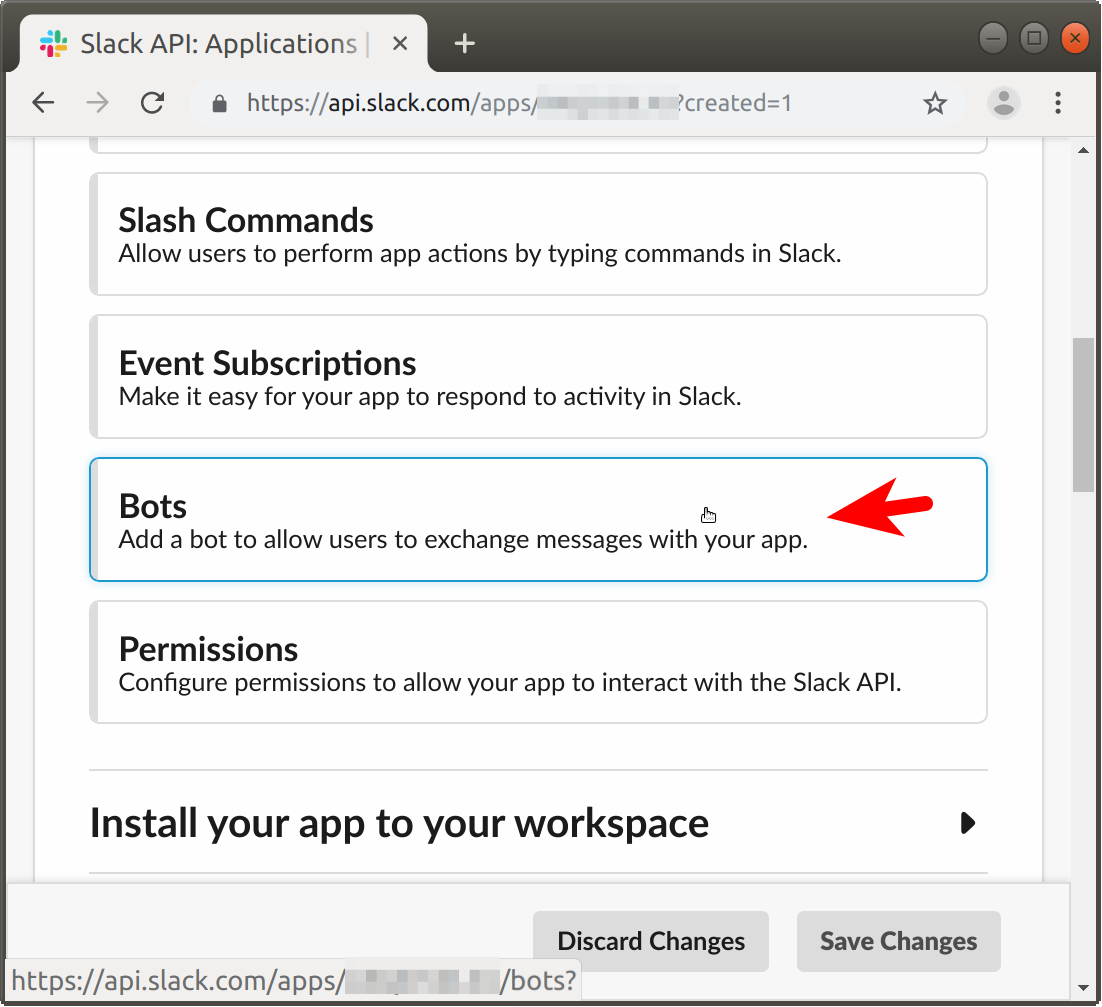 Slack API: Applications |
https://api.slack.com/apps/ ?created=1
Slash Commands
Allow users to perform app actions by typing commands in Slack.
Event Subscriptions
Make it easy for your app to respond to activity in Slack.
Bots
Add a bot to allow users to exchange messages with your app.
Permissions
Configure permissions to allow your app to interact with the Slack API.
Install your app to your workspace
Discard Changes
Save Changes
https://api.slack.com/apps/ /bots?